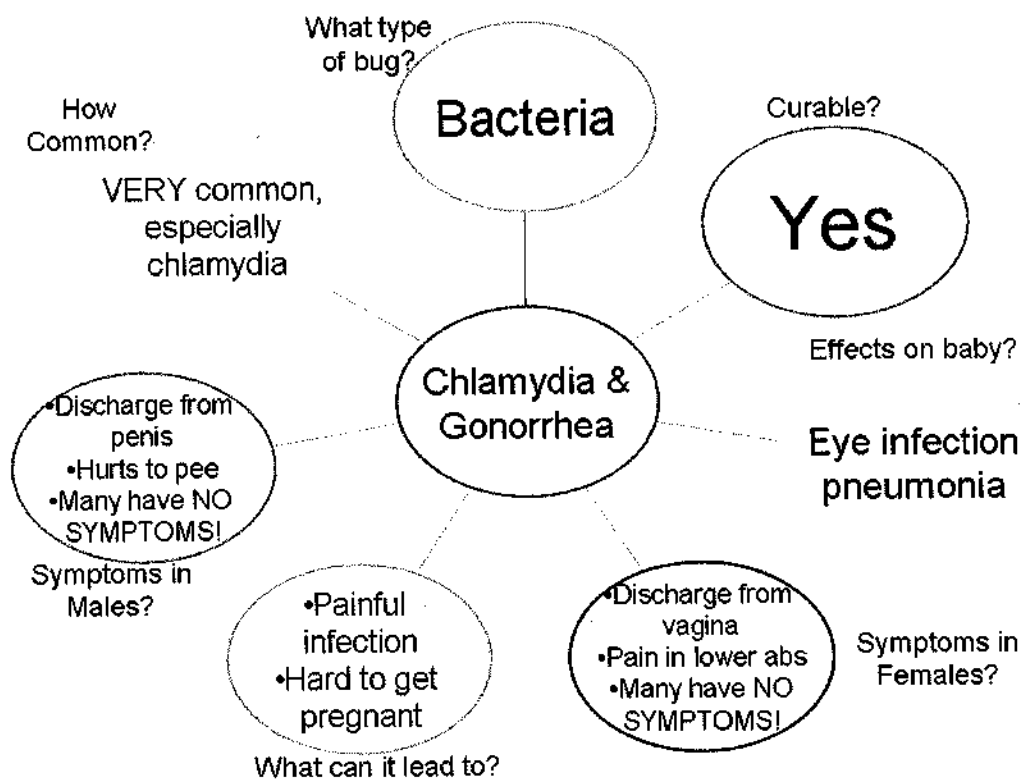 What type
of bug?
Bacteria
How
Common?
VERY common,
especially
chlamydia
Curable?
Yes
Effects on baby?
Eye infection
pneumonia
Chlamydia &
Gonorrhea
•Discharge from
penis
•Hurts to pee
•Many have NO
SYMPTOMS!
Symptoms in
Males?
•Painful
infection
•Hard to get
pregnant
What can it lead to?
•Discharge from
vagina
•Pain in lower abs
•Many have NO
SYMPTOMS!
Symptoms in
Females?